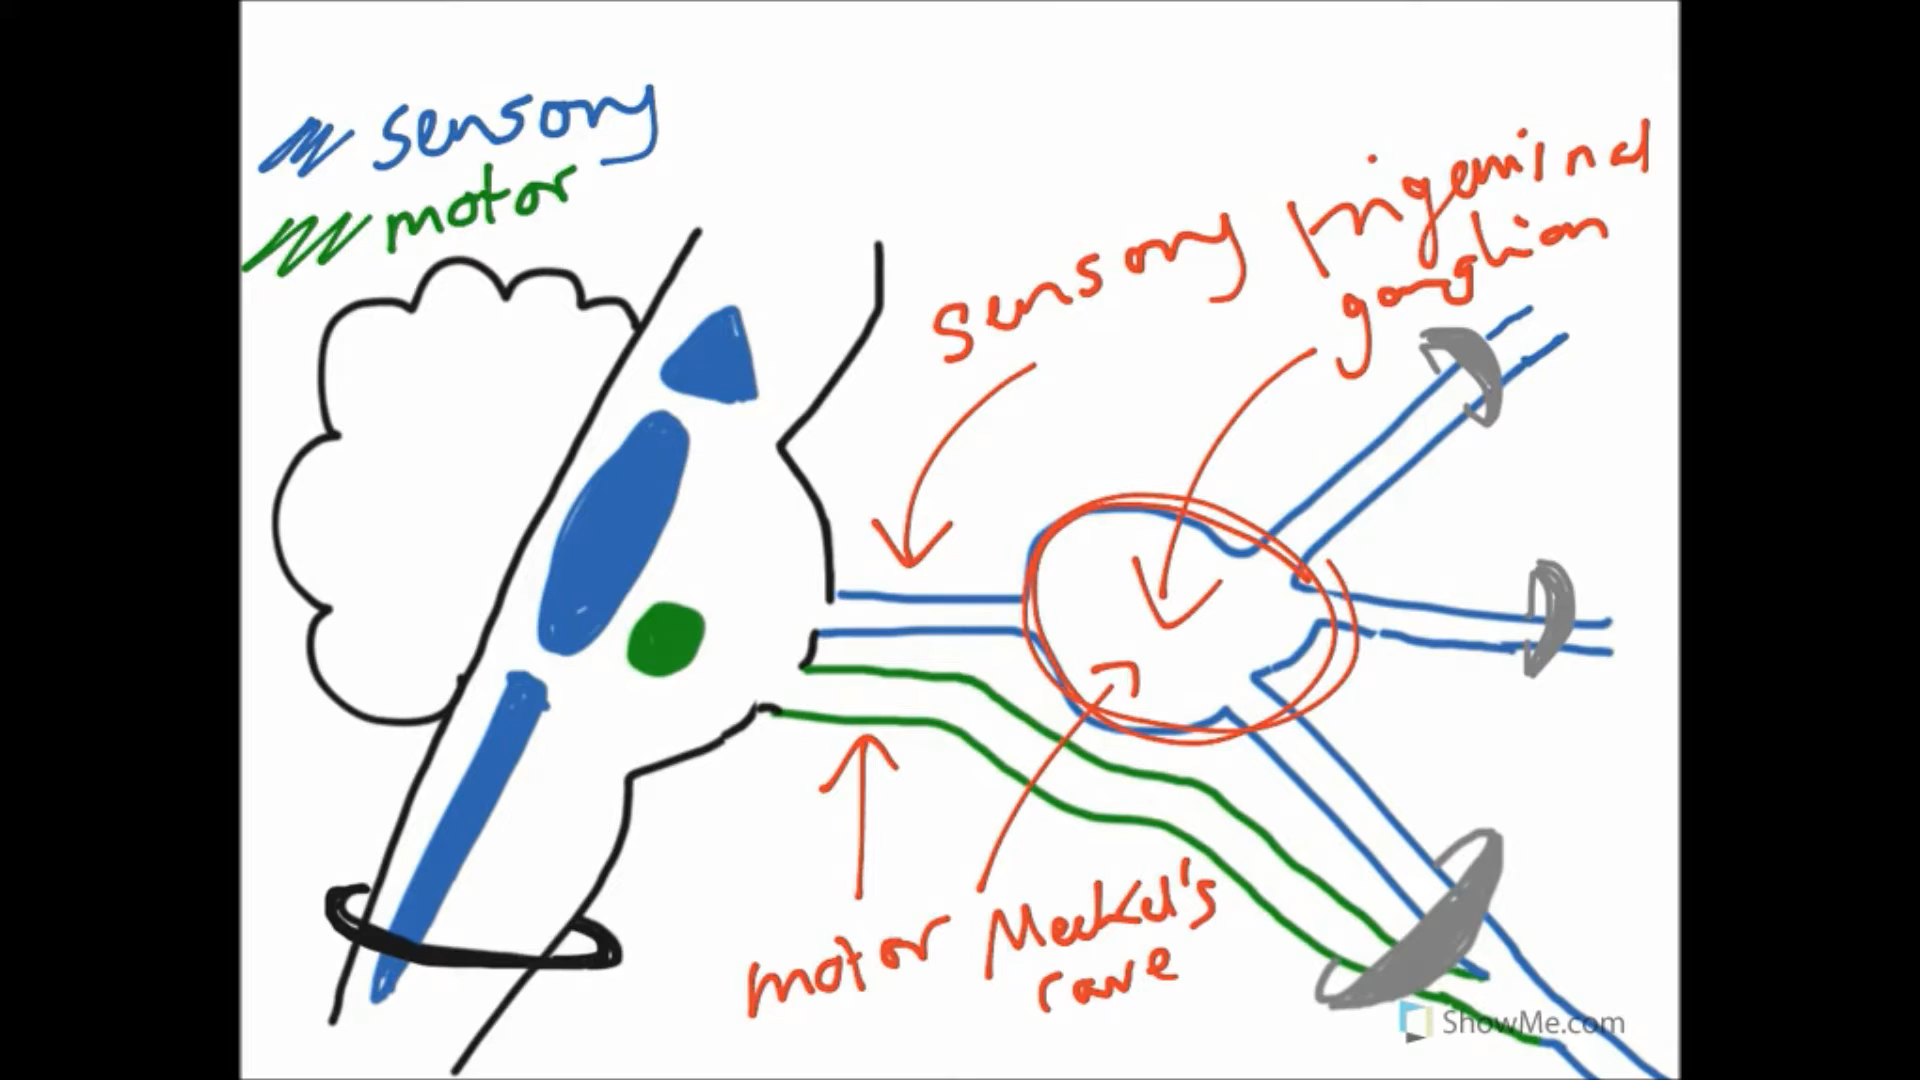 sensory
motor
sensory
trigeminal
ganglion
motor
Meckel's
cave
ShowMe.com